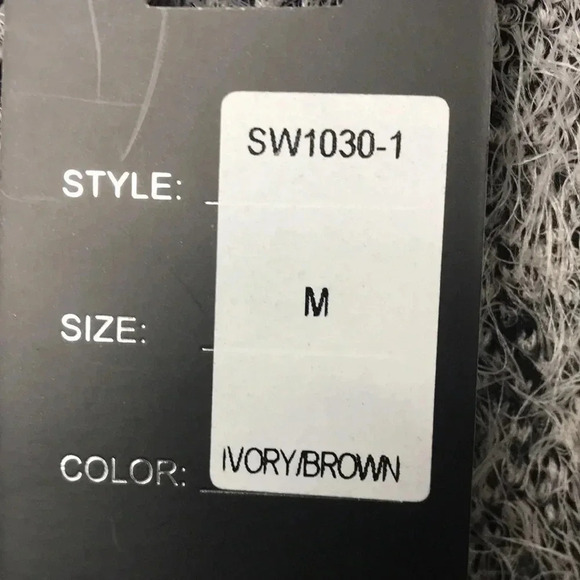 SW1030-1
STYLE:
M
SIZE:
IVORY/BROWN
COLOR: